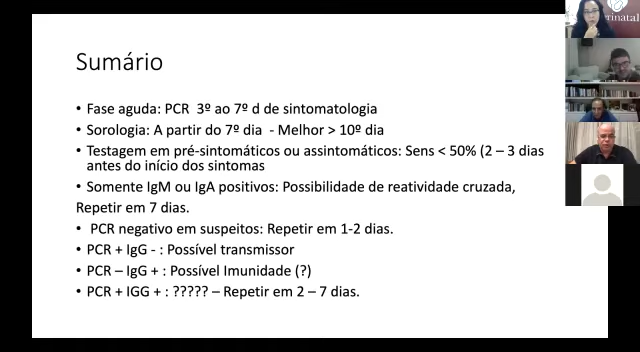 Sumário
• Fase aguda: PCR 3º ao 7º d de sintomatologia
• Sorologia: A partir do 7º dia - Melhor > 10º dia
• Testagem em pré-sintomáticos ou assintomáticos: Sens < 50% (2 – 3 dias
antes do início dos sintomas
• Somente IgM ou IgA positivos: Possibilidade de reatividade cruzada,
Repetir em 7 dias.
• PCR negativo em suspeitos: Repetir em 1-2 dias.
• PCR + IgG - : Possível transmissor
• PCR – IgG + : Possível Imunidade (?)
• PCR + IGG + : ????? – Repetir em 2 – 7 dias.